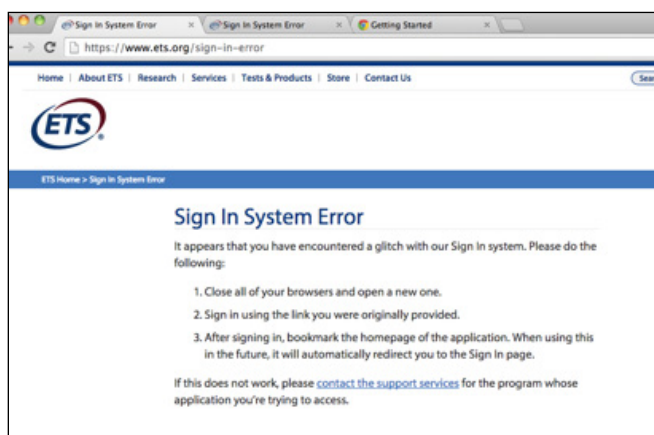 Sign In System Error × Sign In System Error × Getting Started ×
https://www.ets.org/sign-in-error
Home | About ETS | Research | Services | Tests & Products | Store | Contact Us
ETS
ETS Home > Sign In System Error
Sign In System Error
It appears that you have encountered a glitch with our Sign In system. Please do the
following:
1. Close all of your browsers and open a new one.
2. Sign in using the link you were originally provided.
3. After signing in, bookmark the homepage of the application. When using this
in the future, it will automatically redirect you to the Sign In page.
If this does not work, please contact the support services for the program whose
application you're trying to access.